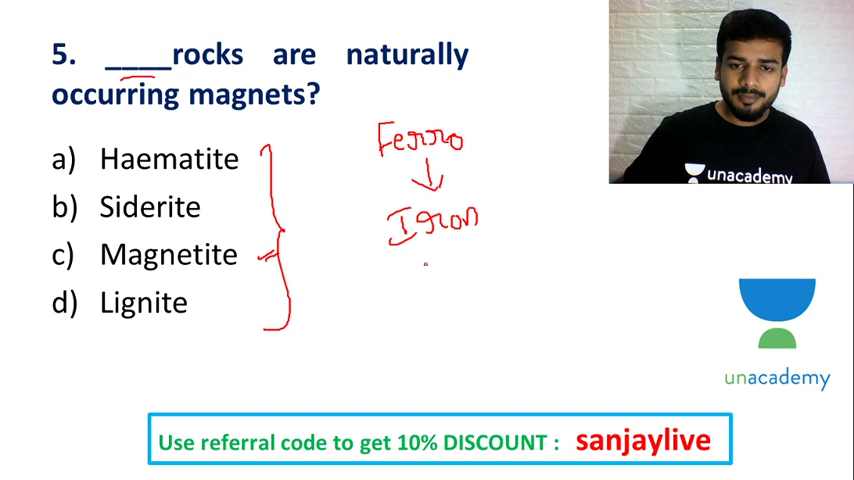 5. ____rocks are naturally
occurring magnets?
a) Haematite
b) Siderite
c) Magnetite
d) Lignite
Ferro
Iron
unacademy
unacademy
Use referral code to get 10% DISCOUNT : sanjaylive